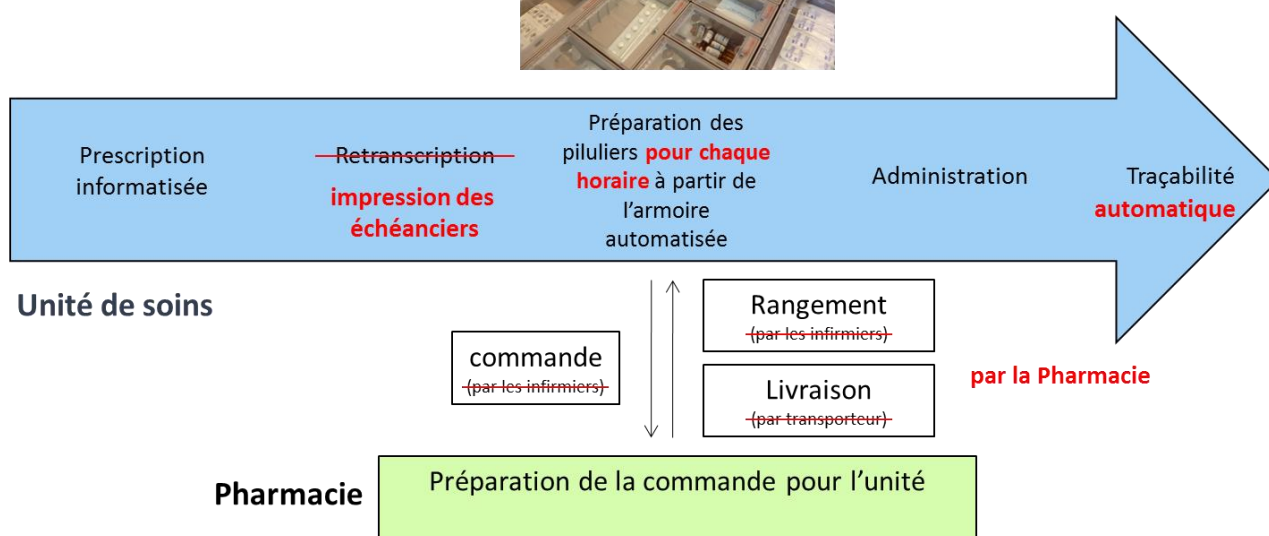 Prescription
informatisée
Retranscription
impression des
échéanciers
Préparation des
piluliers pour chaque
horaire à partir de
l’armoire
automatisée
Administration
Traçabilité
automatique
Unité de soins
commande
(par les infirmiers)
Rangement
(par les infirmiers)
Livraison
(par transporteur)
par la Pharmacie
Pharmacie
Préparation de la commande pour l’unité